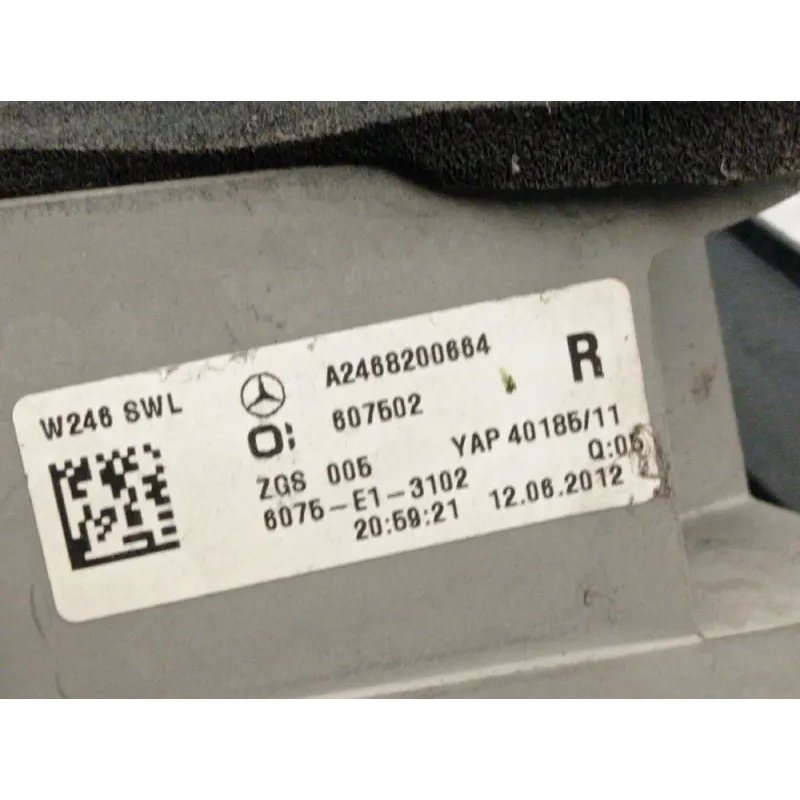 W246 SWL
A2468200664
R
607502
ZGS 005
YAP 40185/11
6075-E1-3102
Q:05
20:59:21 12.06.2012